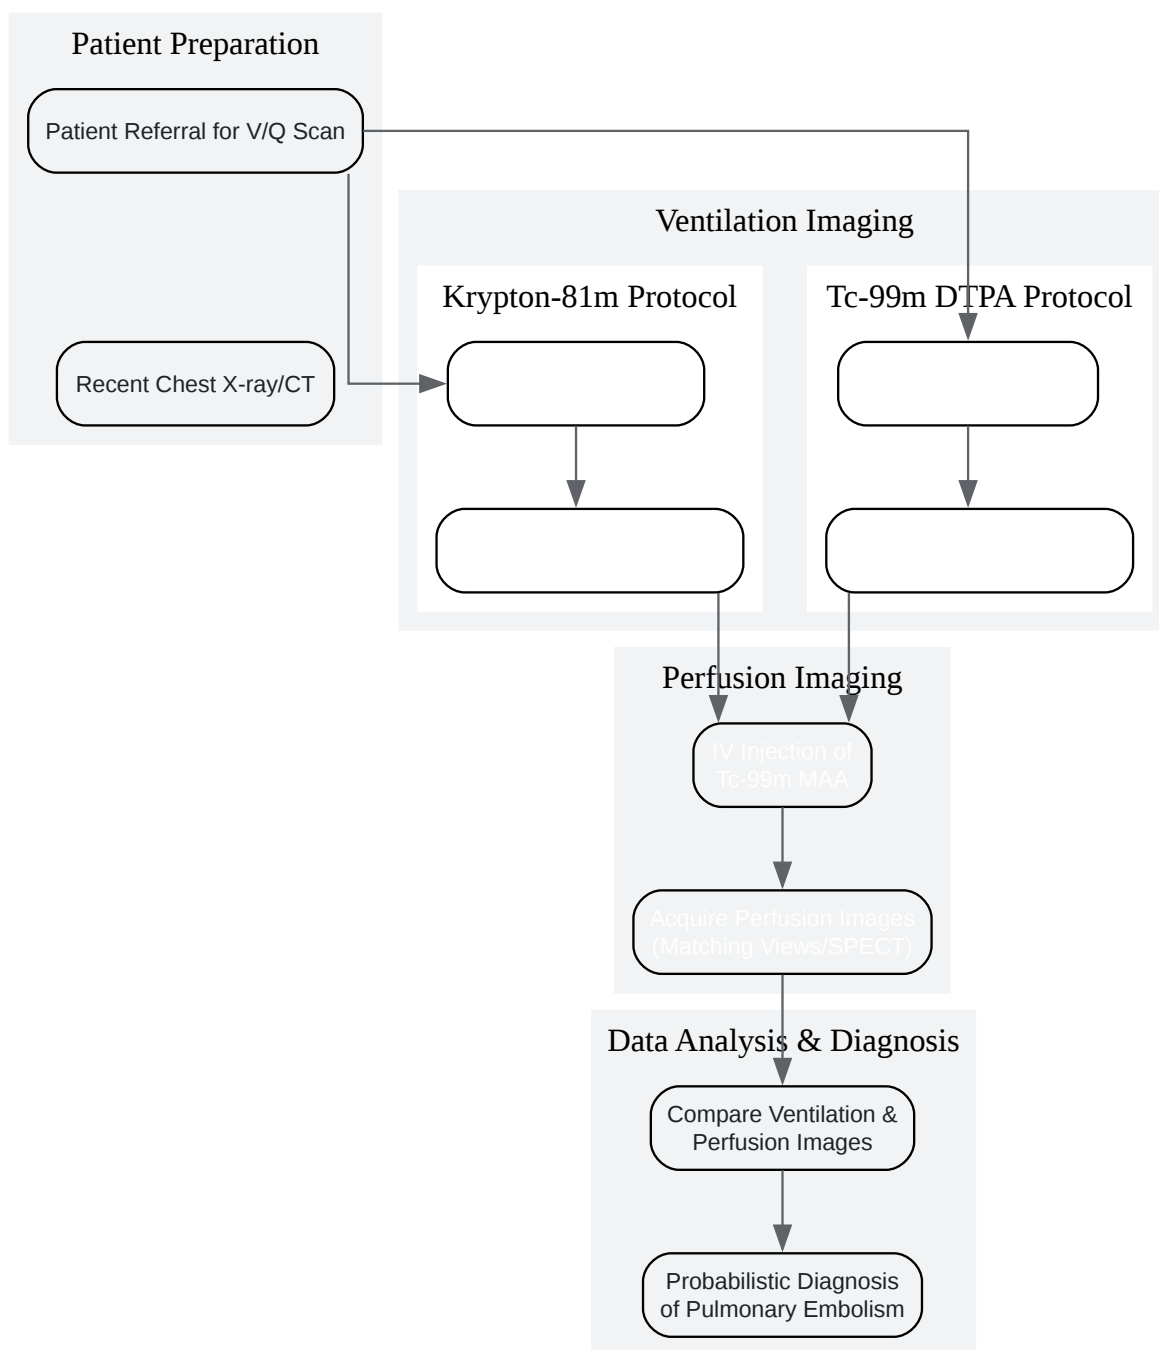 Patient Preparation
Patient Referral for V/Q Scan
Recent Chest X-ray/CT
Ventilation Imaging
Krypton-81m Protocol
Tc-99m DTPA Protocol
Perfusion Imaging
IV Injection of
Tc-99m MAA
Acquire Perfusion Images
(Matching Views/SPECT)
Data Analysis & Diagnosis
Compare Ventilation &
Perfusion Images
Probabilistic Diagnosis
of Pulmonary Embolism